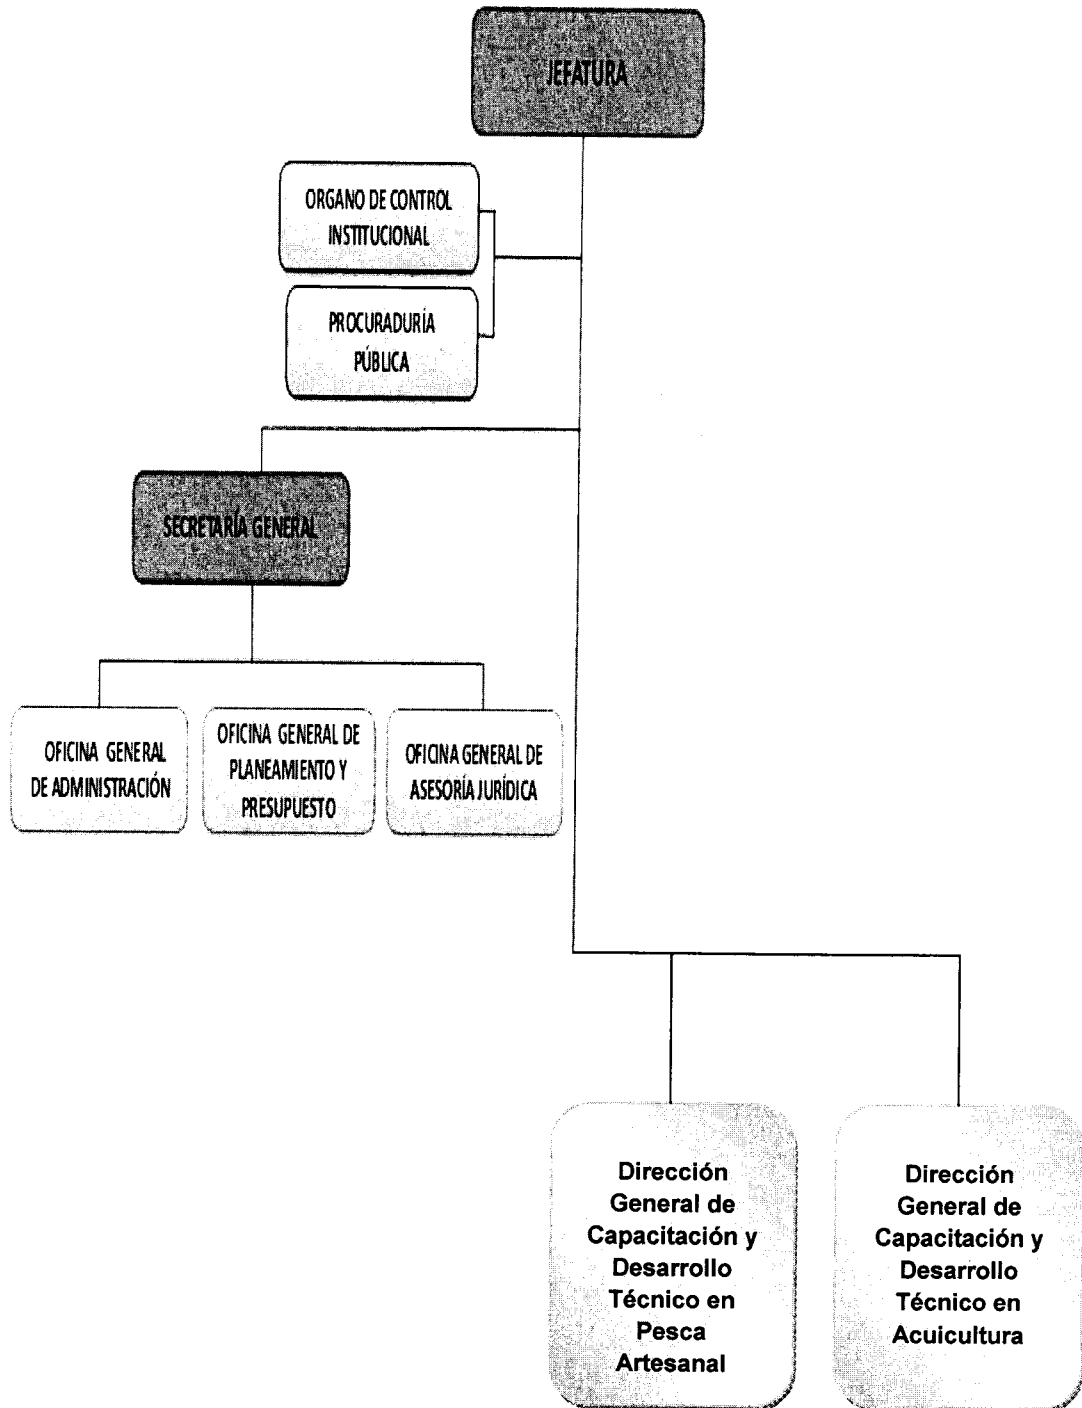 JEFATURA
ORGANO DE CONTROL
INSTITUCIONAL
PROCURADURÍA
PÚBLICA
SECRETARÍA GENERAL
OFICINA GENERAL
DE ADMINISTRACIÓN
OFICINA GENERAL DE
PLANEAMIENTO Y
PRESUPUESTO
OFICINA GENERAL DE
ASESORÍA JURÍDICA
Dirección
General de
Capacitación y
Desarrollo
Técnico en
Pesca
Artesanal
Dirección
General de
Capacitación y
Desarrollo
Técnico en
Acuicultura